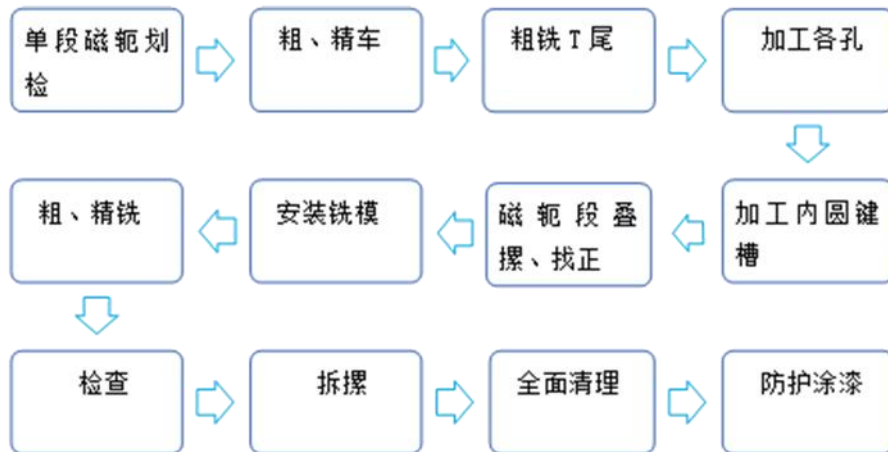 单段磁轭划
检
粗、精车
粗铣T尾
加工各孔
加工内圆键
槽
磁轭段叠
摞、找正
安装铣模
粗、精铣
检查
拆摞
全面清理
防护涂漆